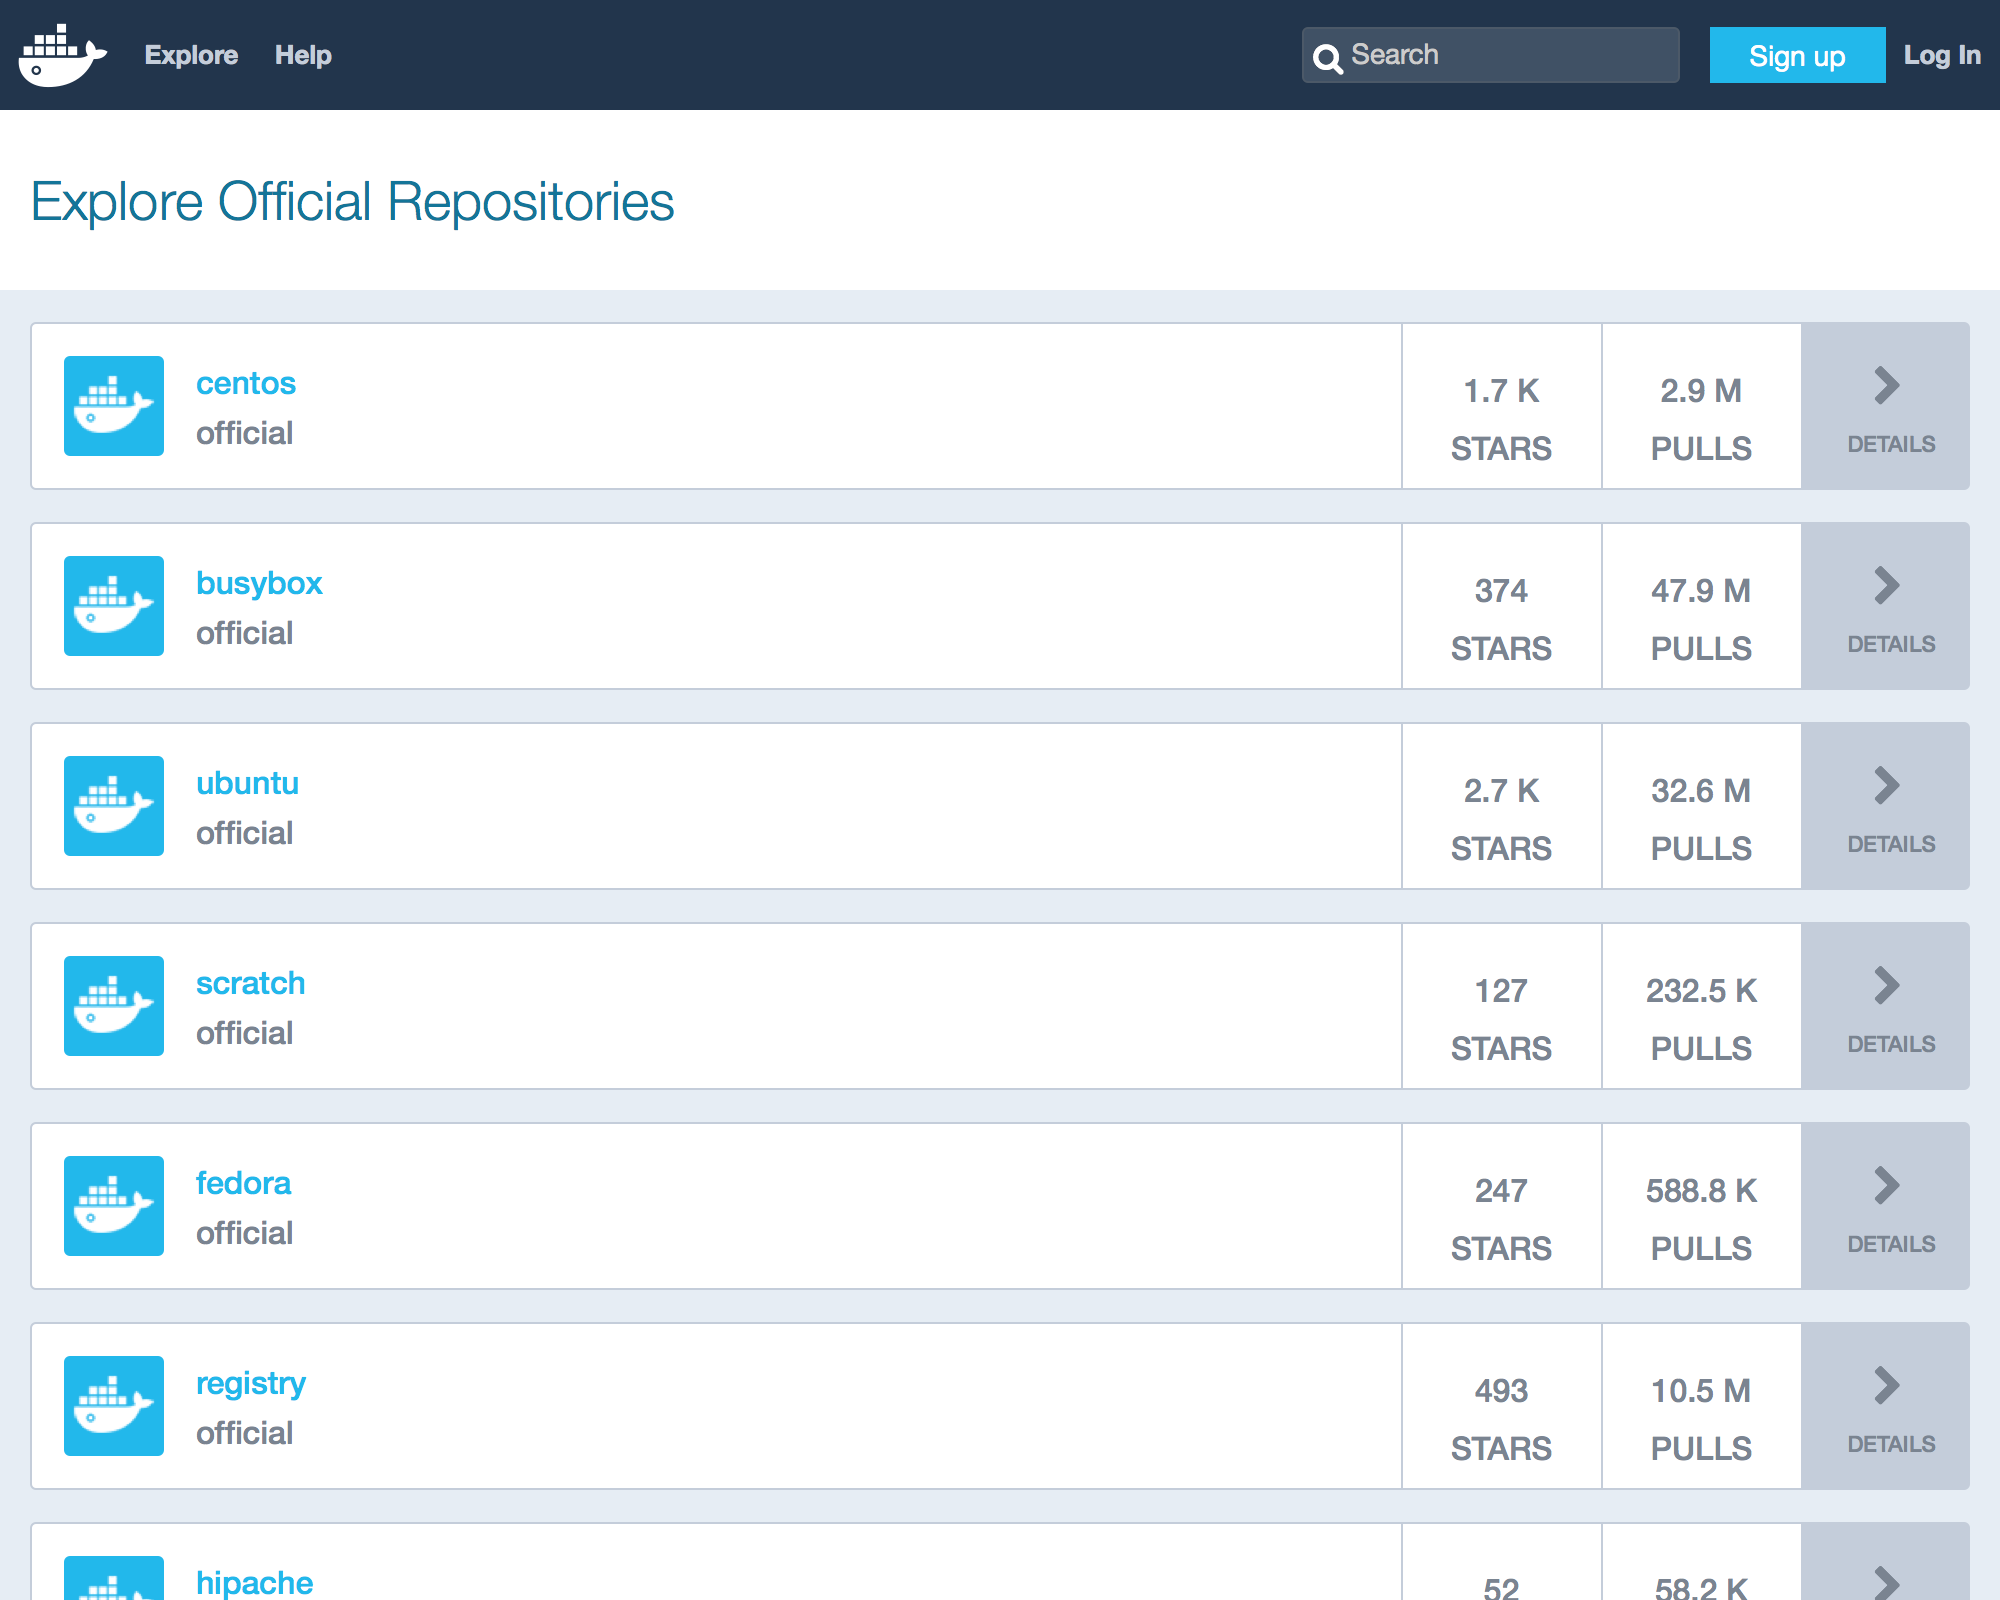 Explore Help Search Sign up Log In
Explore Official Repositories
centos
official
1.7 K
STARS
2.9 M
PULLS
DETAILS
busybox
official
374
STARS
47.9 M
PULLS
DETAILS
ubuntu
official
2.7 K
STARS
32.6 M
PULLS
DETAILS
scratch
official
127
STARS
232.5 K
PULLS
DETAILS
fedora
official
247
STARS
588.8 K
PULLS
DETAILS
registry
official
493
STARS
10.5 M
PULLS
DETAILS
hipache
52
58.2 K